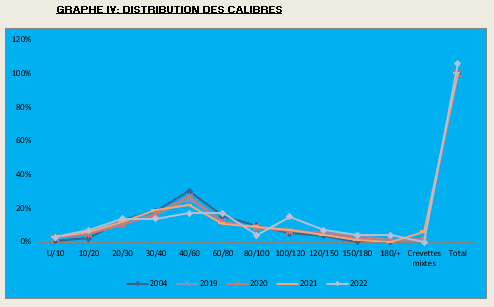 GRAPHE IV: DISTRIBUTION DES CALIBRES
120%
100%
80%
60%
40%
20%
0%
U/10 10/20 20/30 30/40 40/60 60/80 80/100 100/120 120/150 150/180 180/+ Crevettes mixtes Total
2004 2019 2020 2021 2022